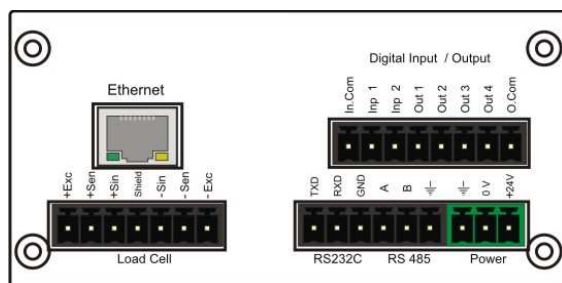 Digital Input / Output
Ethernet
In.Com
Inp 1
Inp 2
Out 1
Out 2
Out 3
Out 4
O.Com
+Exc
+Sen
+Sin
Shield
-Sin
- Sen
- Exc
TXD
RXD
GND
A
B
0 V
+24V
Load Cell
RS232C
RS 485
Power